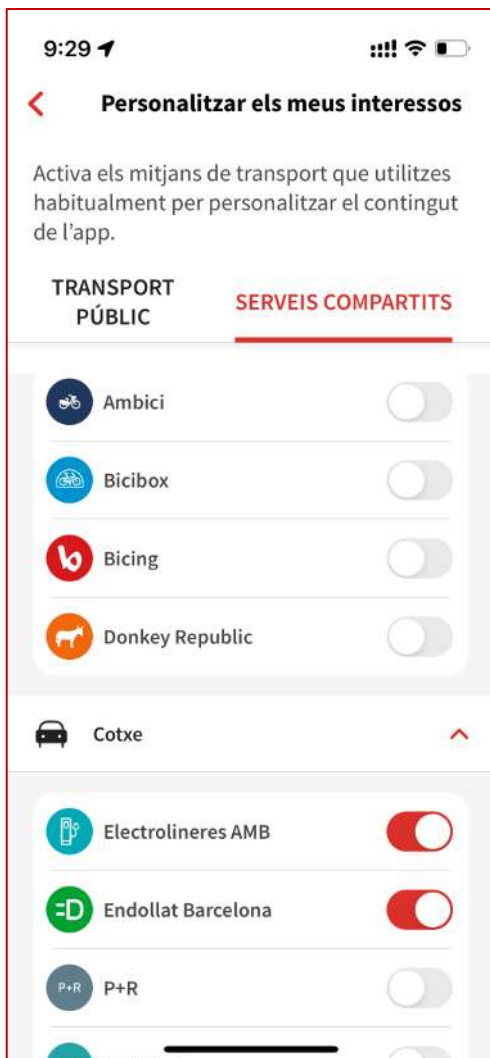 9:29
Personalitzar els meus interessos
Activa els mitjans de transport que utilitzes
habitualment per personalitzar el contingut
de l'app.
TRANSPORT
PÚBLIC
SERVEIS COMPARTITS
Ambici
Bicibox
b Bicing
Donkey Republic
Cotxe
Electrolineres AMB
Endollat Barcelona
P+R P+R